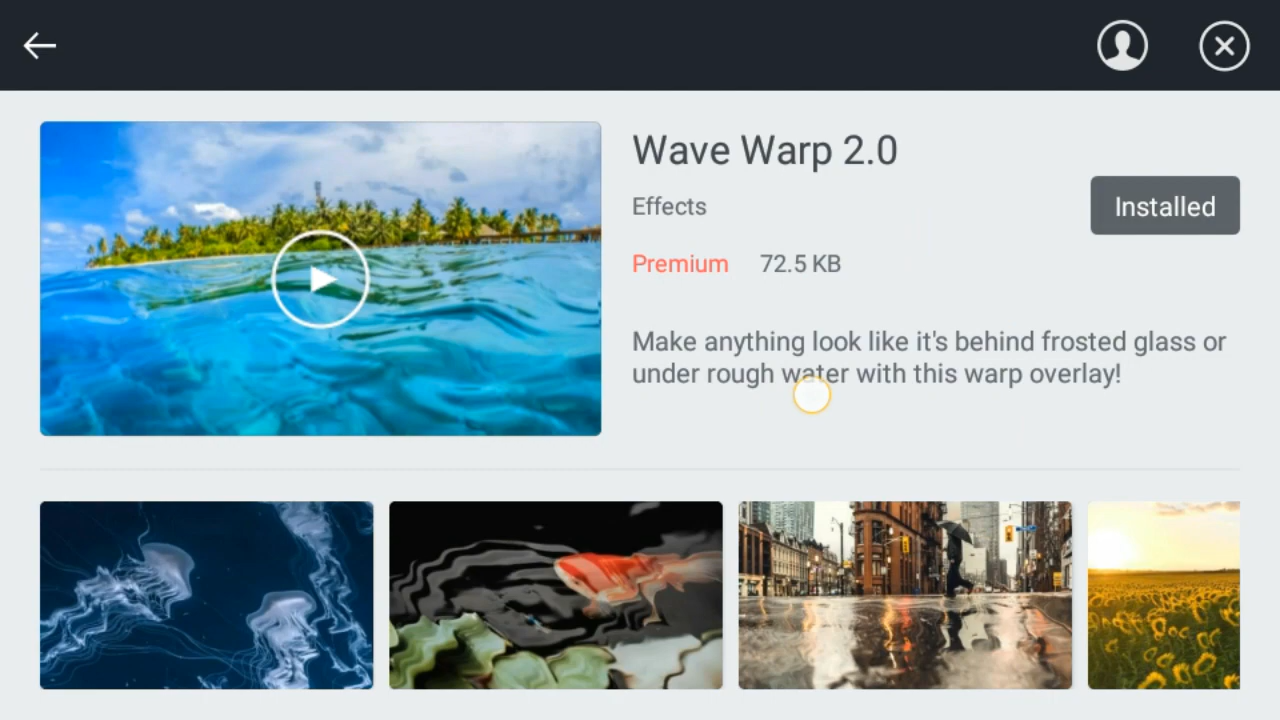 Wave Warp 2.0
Effects
Installed
Premium 72.5 KB
Make anything look like it's behind frosted glass or
under rough water with this warp overlay!